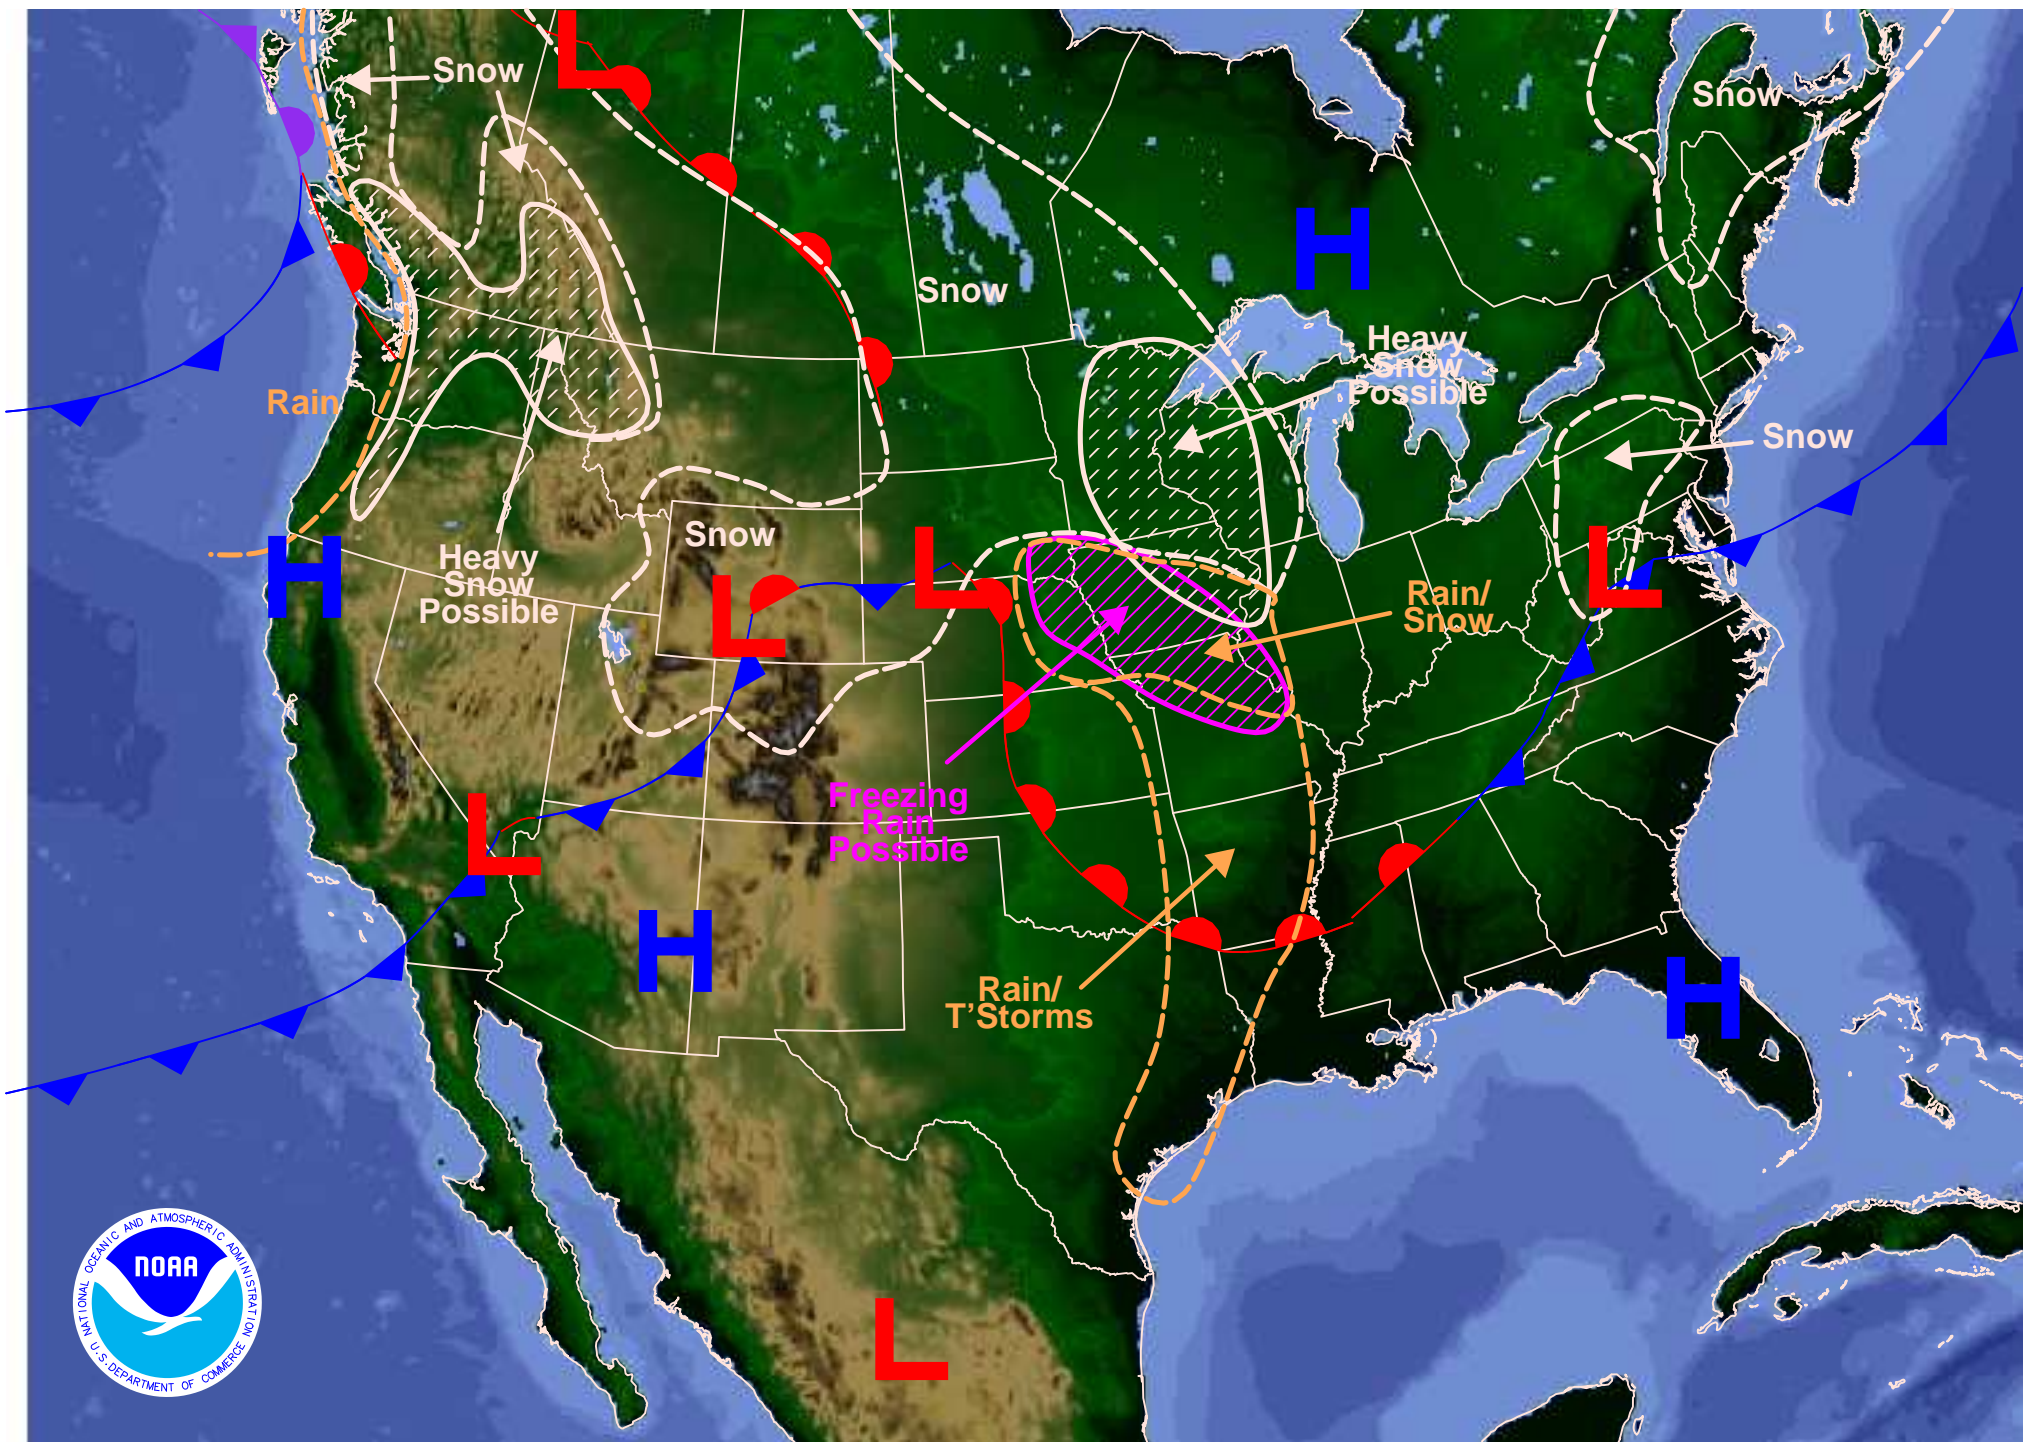 L
Snow
Snow
H
Snow
Heavy
Snow
Possible
Rain
Snow
Snow
H
Heavy
Snow
Possible
L
L
L
Rain/
Snow
Freezing
Rain
Possible
L
H
H
Rain/
T'Storms
L
NATIONAL OCEANIC AND ATMOSPHERIC ADMINISTRATION
NOAA
U.S. DEPARTMENT OF COMMERCE